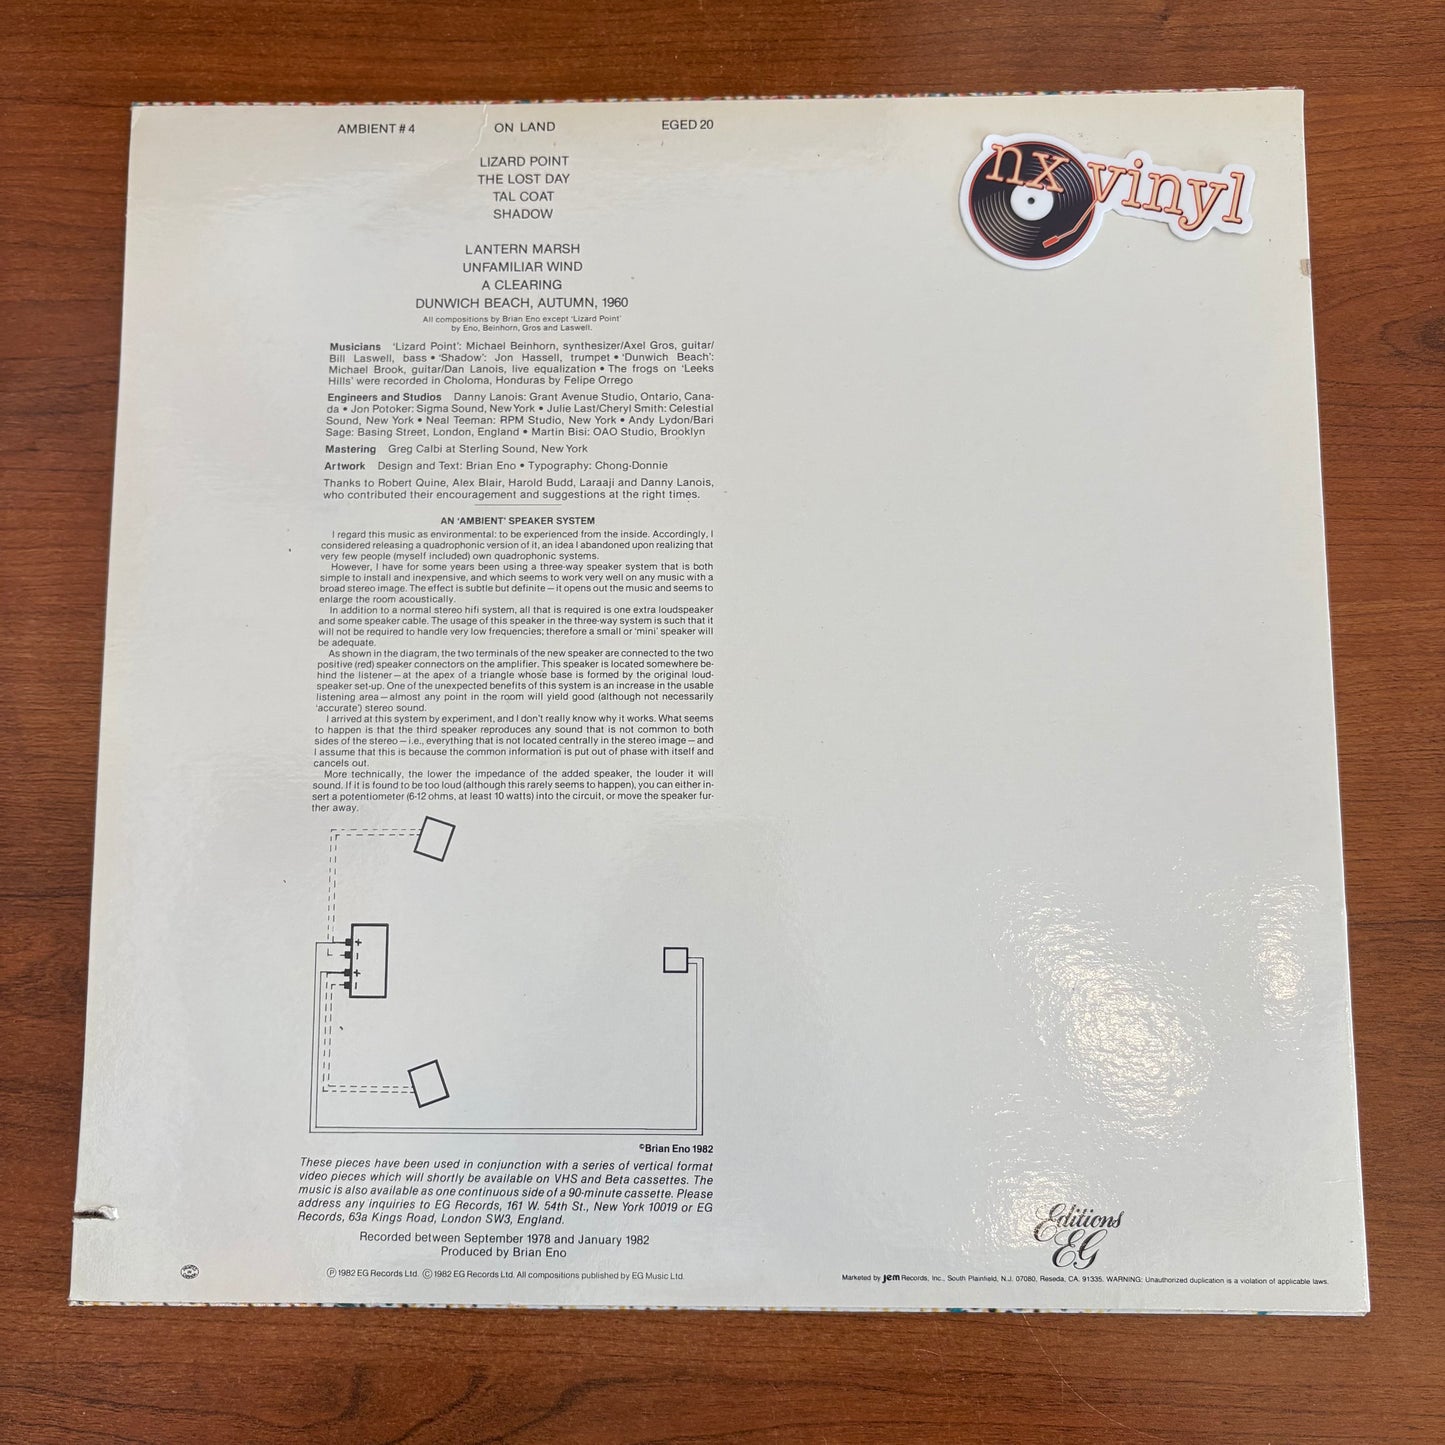 AMBIENT #4 ON LAND EGED 20
nx vinyl
LIZARD POINT
THE LOST DAY
TAL COAT
SHADOW
LANTERN MARSH
UNFAMILIAR WIND
A CLEARING
DUNWICH BEACH, AUTUMN, 1960
All compositions by Brian Eno except 'Lizard Point'
by Eno, Beinhorn, Gros and Laswell.
Musicians 'Lizard Point': Michael Beinhorn, synthesizer/Axel Gros, guitar/
Bill Laswell, bass • 'Shadow': Jon Hassell, trumpet • 'Dunwich Beach':
Michael Brook, guitar/Dan Lanois, live equalization • The frogs on 'Leeks
Hills' were recorded in Choloma, Honduras by Felipe Orrego
Engineers and Studios Danny Lanois: Grant Avenue Studio, Ontario, Cana-
da • Jon Potoker: Sigma Sound, New York • Julie Last/Cheryl Smith: Celestial
Sound, New York • Neal Teeman: RPM Studio, New York • Andy Lydon/Bari
Sage: Basing Street, London, England • Martin Bisi: OAO Studio, Brooklyn
Mastering Greg Calbi at Sterling Sound, New York
Artwork Design and Text: Brian Eno • Typography: Chong-Donnie
Thanks to Robert Quine, Alex Blair, Harold Budd, Laraaji and Danny Lanois,
who contributed their encouragement and suggestions at the right times.
AN 'AMBIENT' SPEAKER SYSTEM
I regard this music as environmental: to be experienced from the inside. Accordingly, I
considered releasing a quadrophonic version of it, an idea I abandoned upon realizing that
very few people (myself included) own quadrophonic systems.
However, I have for some years been using a three-way speaker system that is both
simple to install and inexpensive, and which seems to work very well on any music with a
broad stereo image. The effect is subtle but definite—it opens out the music and seems to
enlarge the room acoustically.
In addition to a normal stereo hifi system, all that is required is one extra loudspeaker
and some speaker cable. The usage of this speaker in the three-way system is such that it
will not be required to handle very low frequencies; therefore a small or 'mini' speaker will
be adequate.
As shown in the diagram, the two terminals of the new speaker are connected to the two
positive (red) speaker connectors on the amplifier. This speaker is located somewhere be-
hind the listener—at the apex of a triangle whose base is formed by the original loud-
speaker set-up. One of the unexpected benefits of this system is an increase in the usable
listening area—almost any point in the room will yield good (although not necessarily
'accurate') stereo sound.
I arrived at this system by experiment, and I don't really know why it works. What seems
to happen is that the third speaker reproduces any sound that is not common to both
sides of the stereo—i.e., everything that is not located centrally in the stereo image—and
I assume that this is because the common information is put out of phase with itself and
cancels out.
More technically, the lower the impedance of the added speaker, the louder it will
sound. If it is found to be too loud (although this rarely seems to happen), you can either in-
sert a potentiometer (6-12 ohms, at least 10 watts) into the circuit, or move the speaker fur-
ther away.
+
-
+
-
©Brian Eno 1982
These pieces have been used in conjunction with a series of vertical format
video pieces which will shortly be available on VHS and Beta cassettes. The
music is also available as one continuous side of a 90-minute cassette. Please
address any inquiries to EG Records, 161 W. 54th St., New York 10019 or EG
Records, 63a Kings Road, London SW3, England.
Recorded between September 1978 and January 1982
Produced by Brian Eno
Ⓟ1982 EG Records Ltd. ©1982 EG Records Ltd. All compositions published by EG Music Ltd.
Editions
EG
Marketed by jem Records, Inc., South Plainfield, N.J. 07080, Reseda, CA. 91335. WARNING: Unauthorized duplication is a violation of applicable laws.